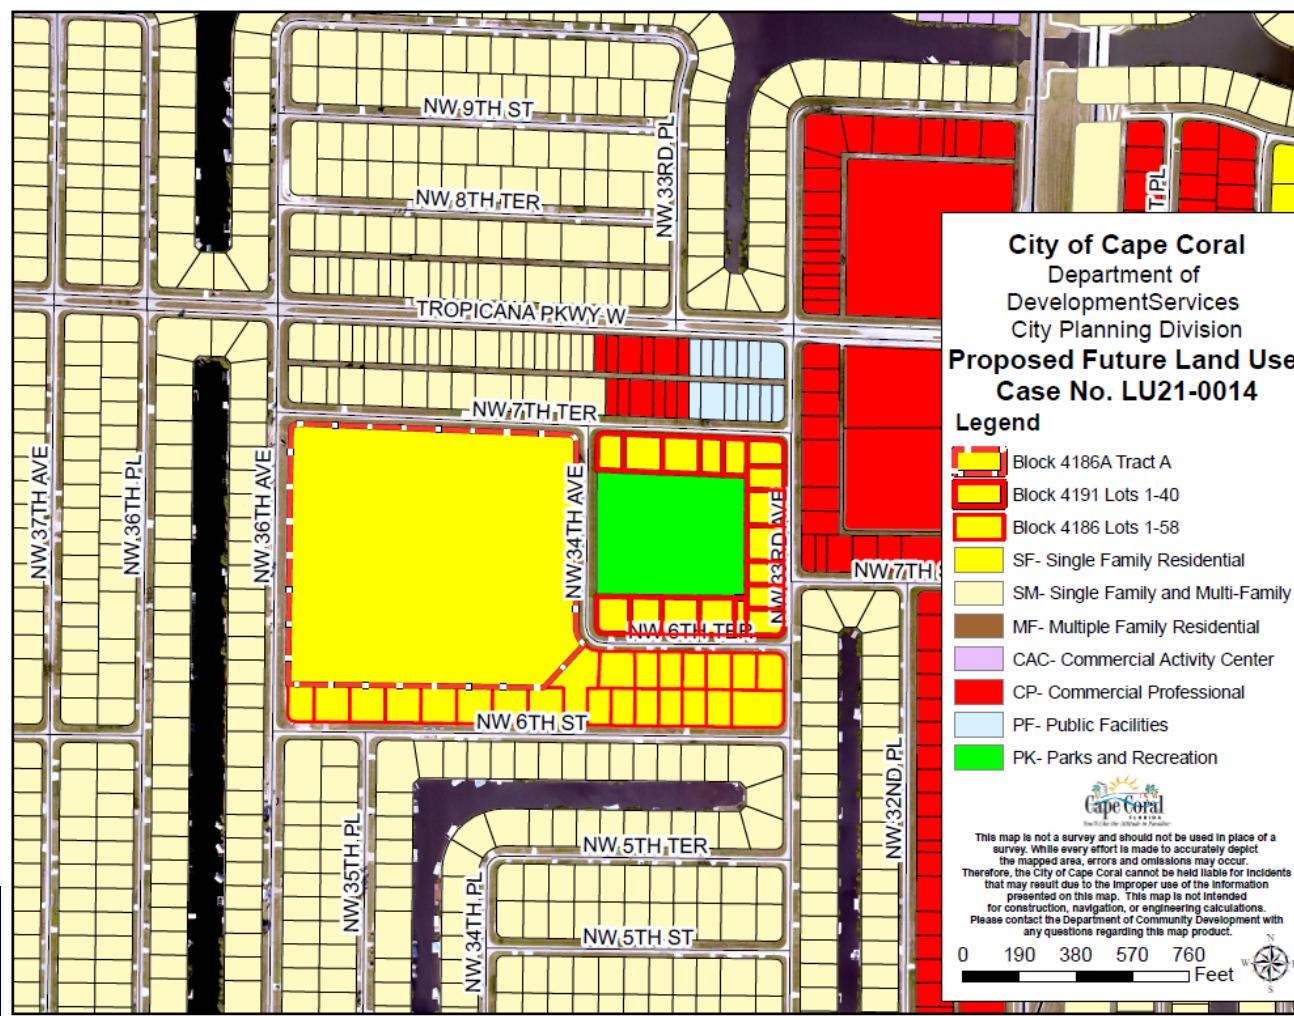 NW 9TH ST
NW 33RD PL
NW 8TH TER
T PL
TROPICANA PKWY W
NW 7TH TER
NW 37TH AVE
NW 36TH PL
NW 36TH AVE
NW 34TH AVE
NW 33RD AVE
NW 7TH S
NW 6TH TER
NW 6TH ST
NW 32ND PL
NW 35TH PL
NW 5TH TER
NW 34TH PL
NW 5TH ST
City of Cape Coral
Department of
DevelopmentServices
City Planning Division
Proposed Future Land Use
Case No. LU21-0014
Legend
Block 4186A Tract A
Block 4191 Lots 1-40
Block 4186 Lots 1-58
SF- Single Family Residential
SM- Single Family and Multi-Family
MF- Multiple Family Residential
CAC- Commercial Activity Center
CP- Commercial Professional
PF- Public Facilities
PK- Parks and Recreation
Cape Coral
FLORIDA
You'll Like the Attitude in Paradise
This map is not a survey and should not be used in place of a
survey. While every effort is made to accurately depict
the mapped area, errors and omissions may occur.
Therefore, the City of Cape Coral cannot be held liable for incidents
that may result due to the improper use of the information
presented on this map. This map is not intended
for construction, navigation, or engineering calculations.
Please contact the Department of Community Development with
any questions regarding this map product.
0 190 380 570 760
Feet
N
W
S